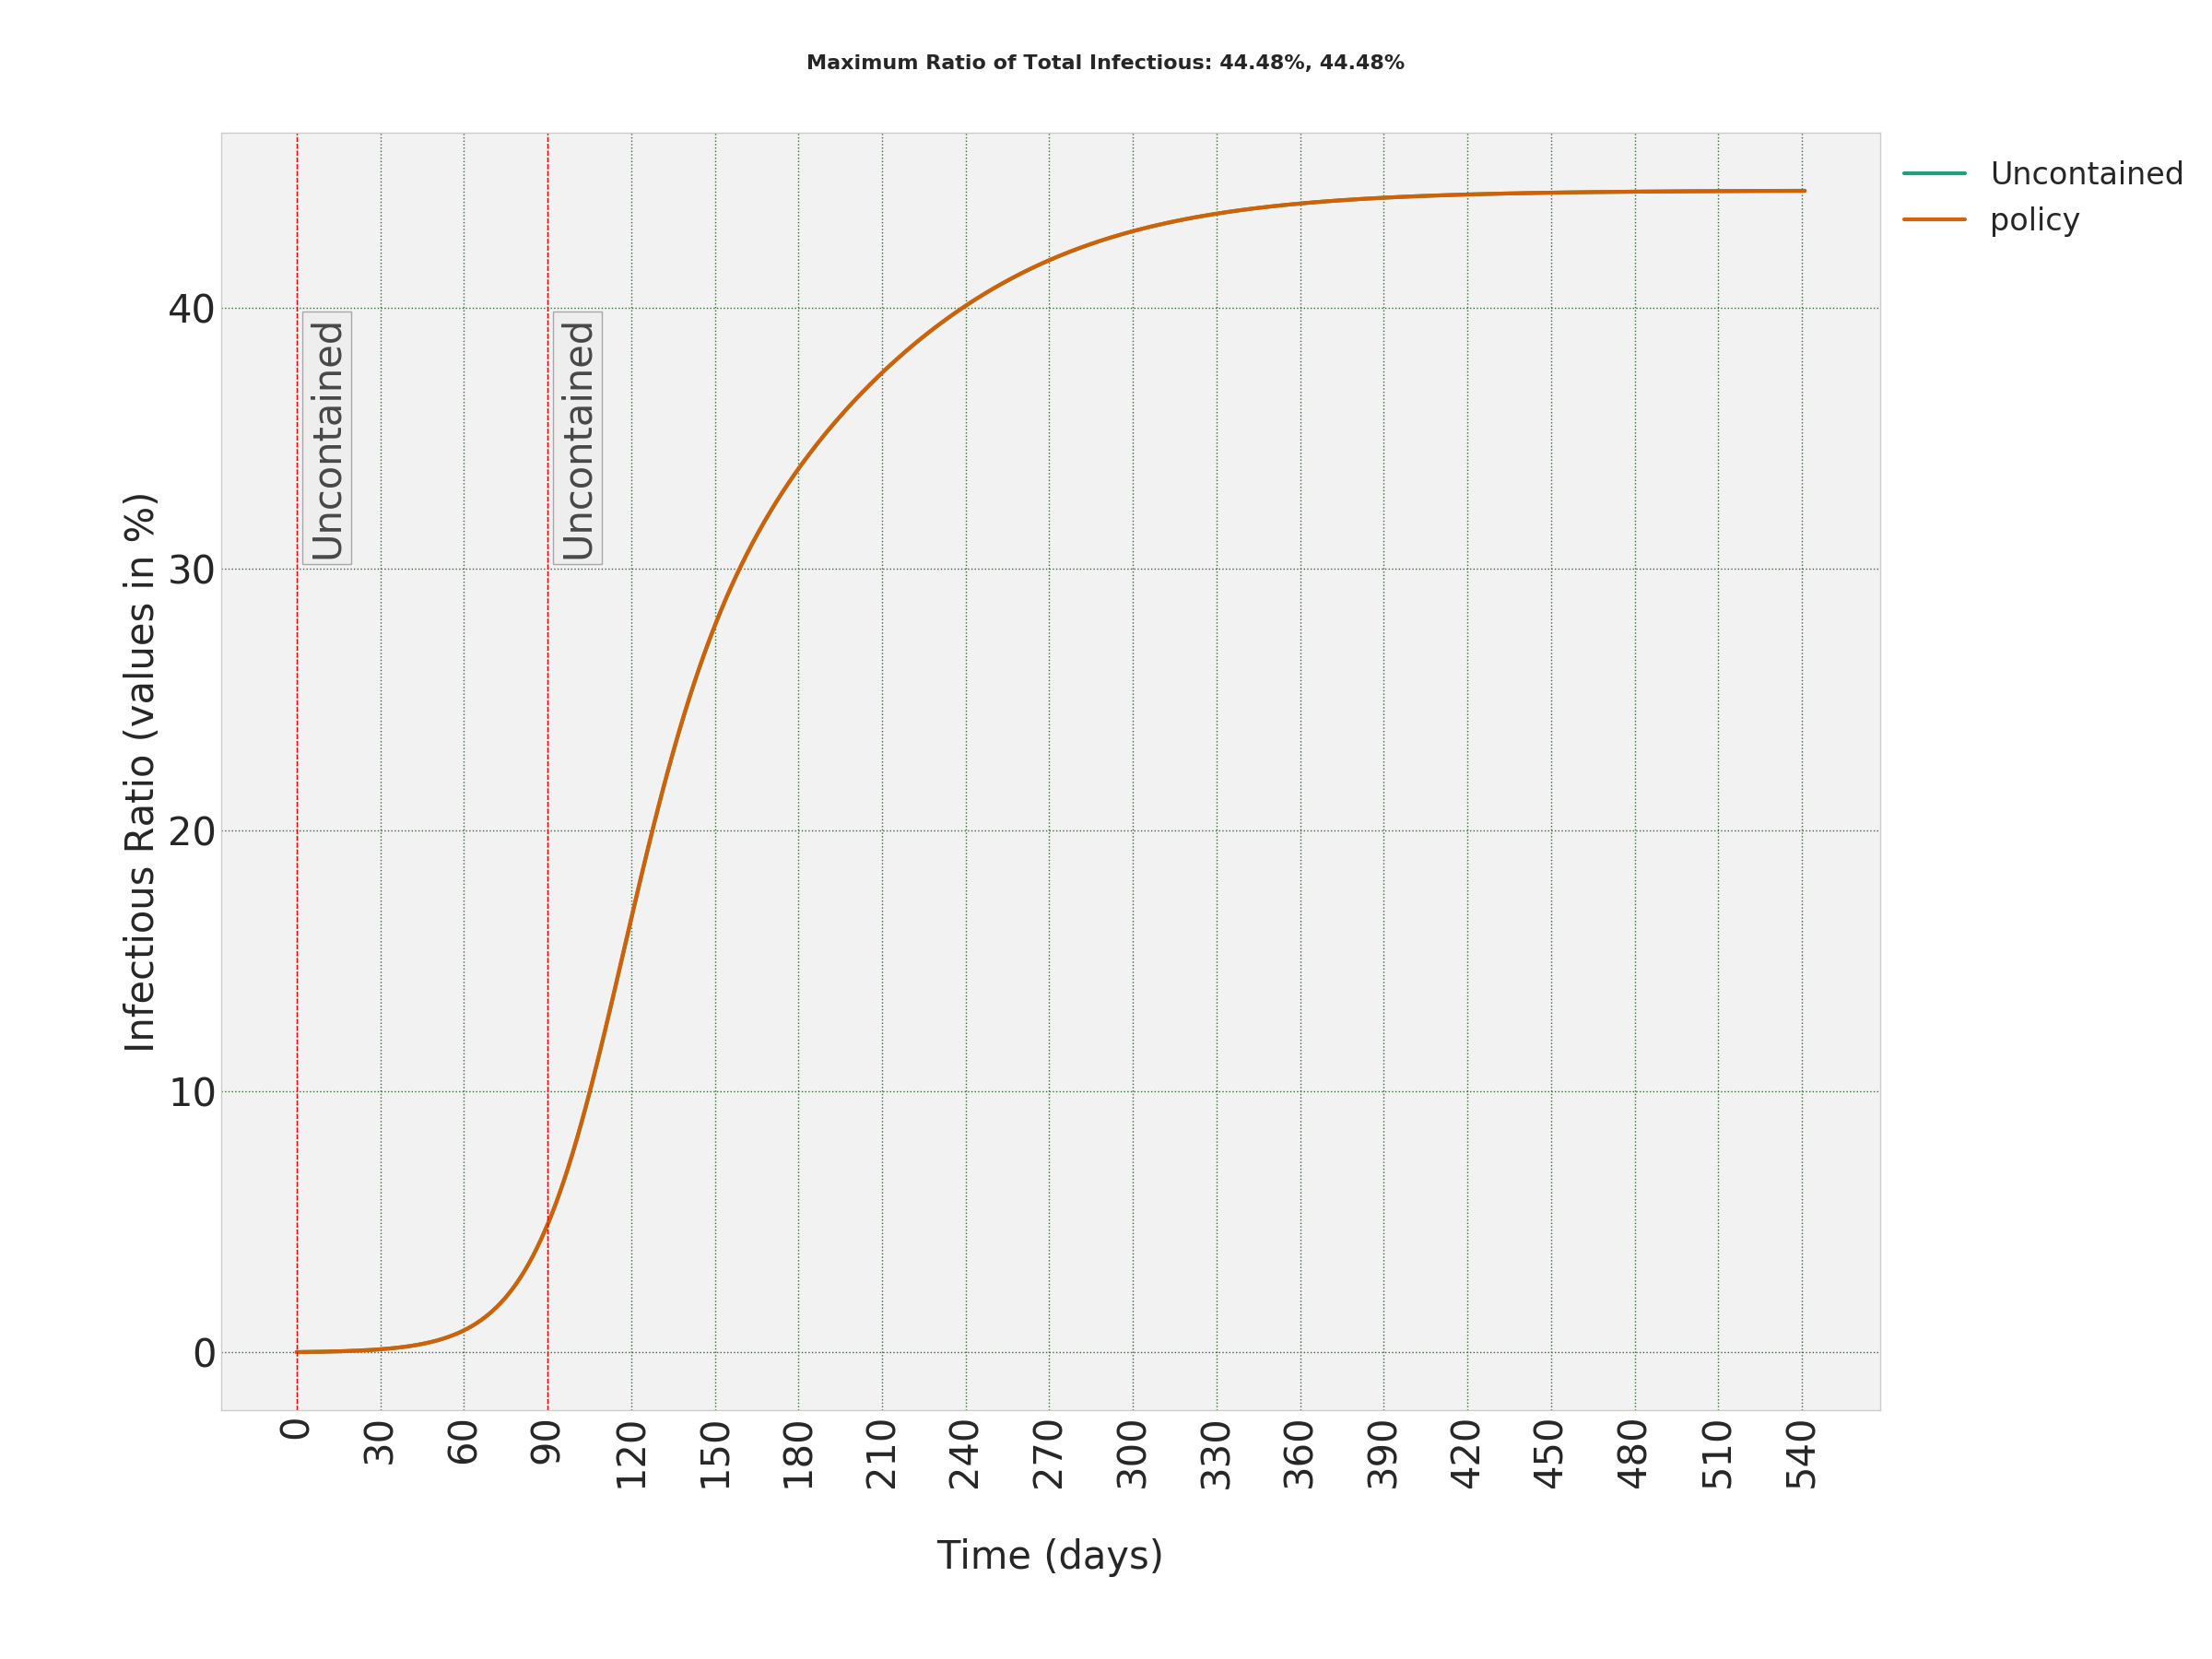 Maximum Ratio of Total Infectious: 44.48%, 44.48%
Uncontained
policy
Infectious Ratio (values in %)
40
30
20
10
0
Uncontained
Uncontained
0 30 60 90 120 150 180 210 240 270 300 330 360 390 420 450 480 510 540
Time (days)